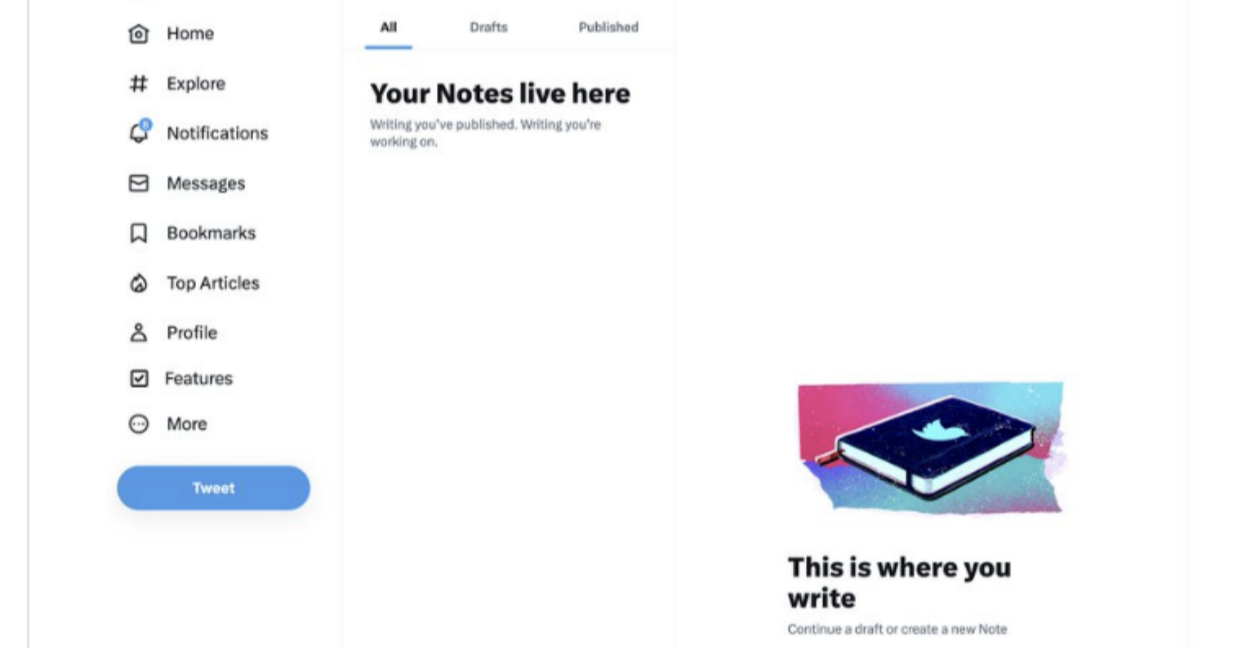 Home
Explore
Notifications
Messages
Bookmarks
Top Articles
Profile
Features
More
Tweet
All
Drafts
Published
Your Notes live here
Writing you've published. Writing you're
working on.
This is where you
write
Continue a draft or create a new Note